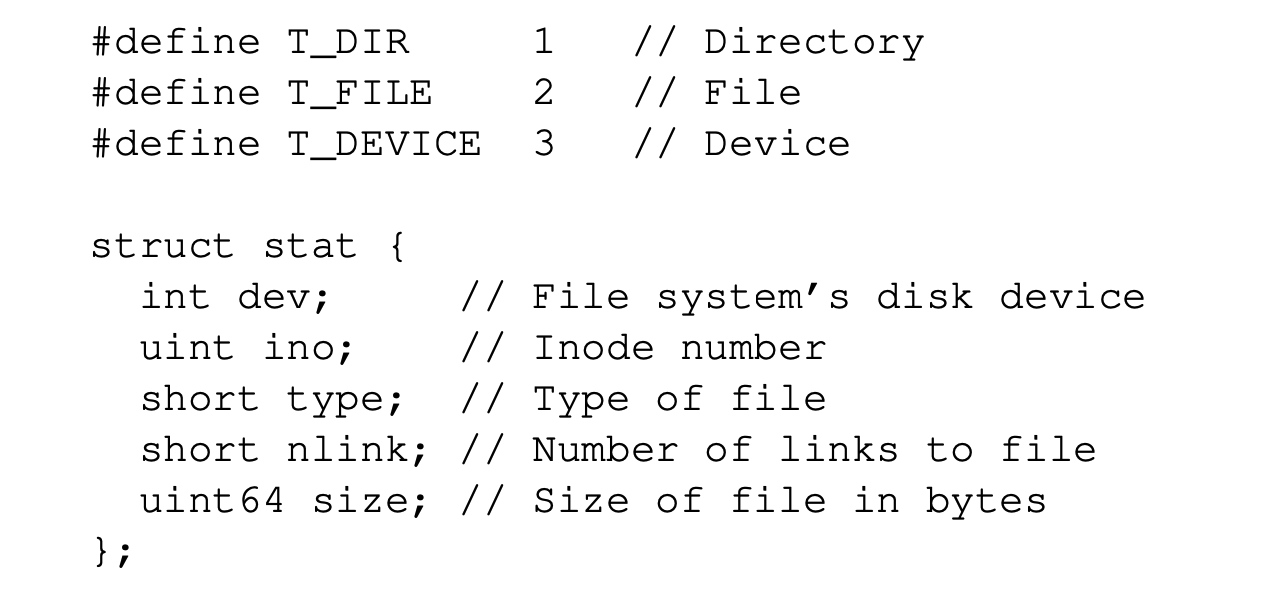 #define T_DIR     1   // Directory
#define T_FILE    2   // File
#define T_DEVICE  3   // Device

struct stat {
  int dev;     // File system’s disk device
  uint ino;    // Inode number
  short type;  // Type of file
  short nlink; // Number of links to file
  uint64 size; // Size of file in bytes
};